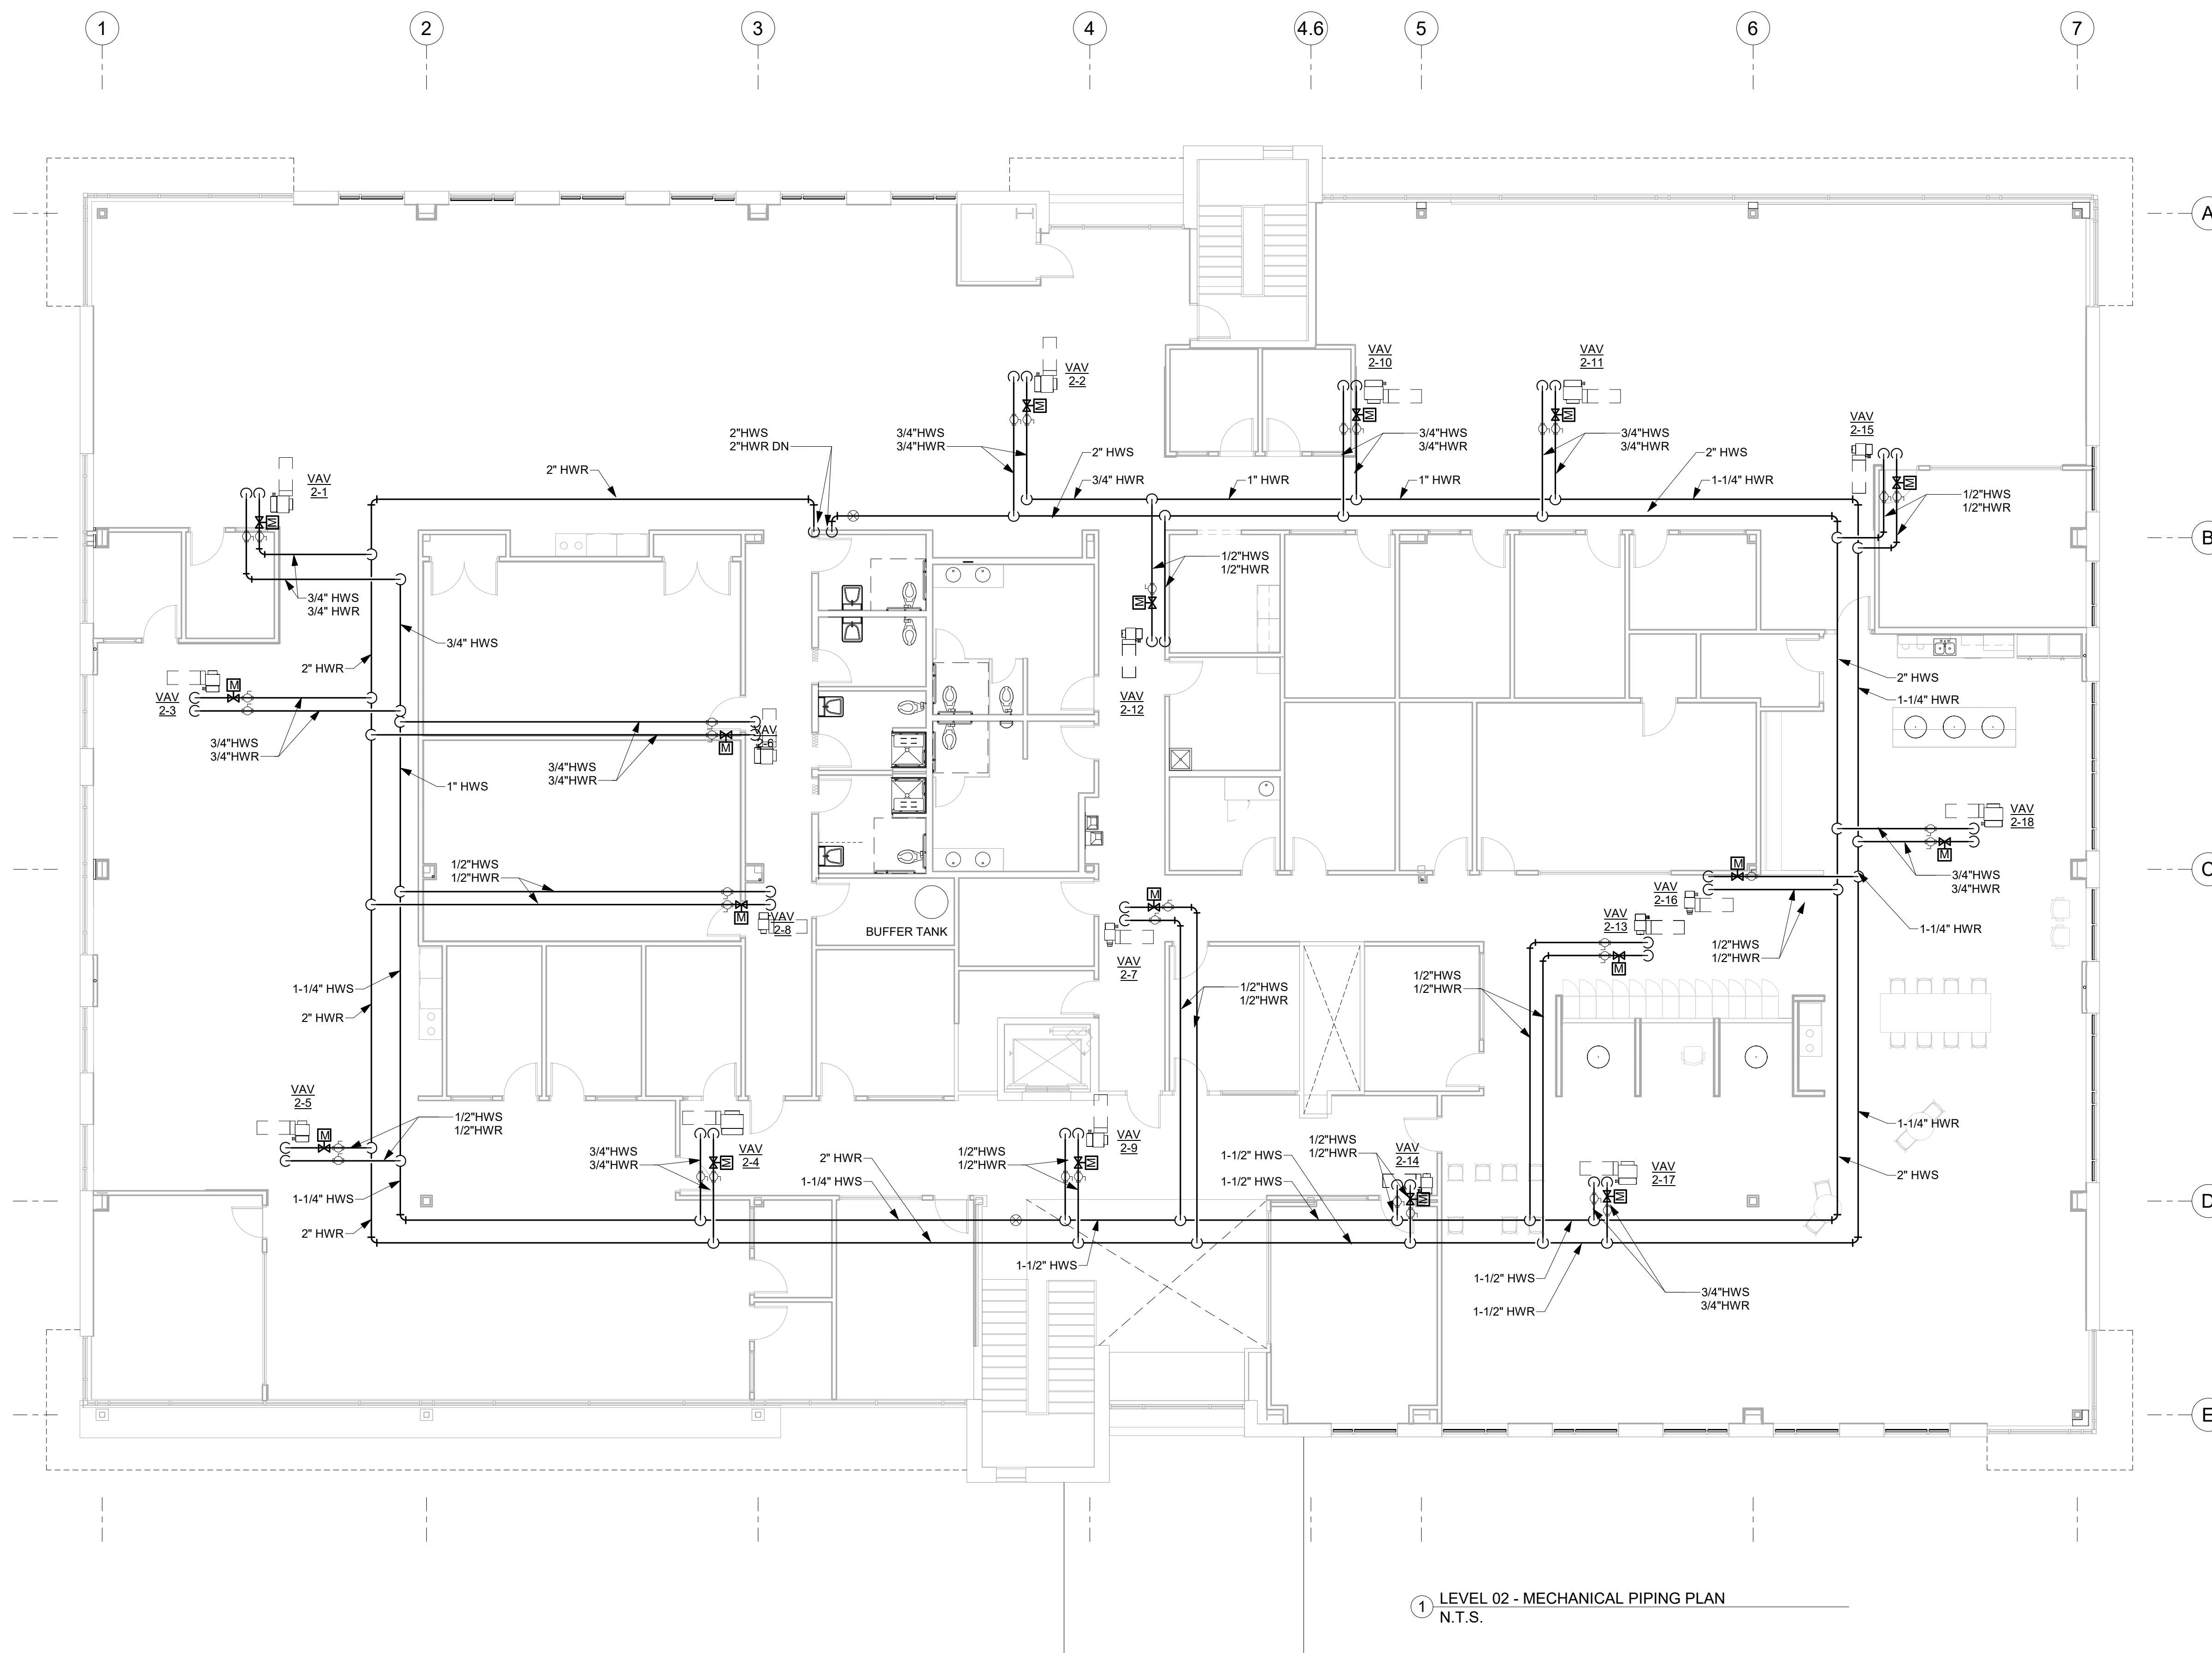 1
2
3
4
4.6
5
6
7
A
VAV
2-2
VAV
2-10
VAV
2-11
VAV
2-15
2"HWS
2"HWR DN
3/4"HWS
3/4"HWR
2" HWS
3/4"HWS
3/4"HWR
3/4"HWS
3/4"HWR
2" HWS
2" HWR
3/4" HWR
1" HWR
1" HWR
1-1/4" HWR
1/2"HWS
1/2"HWR
VAV
2-1
M
M
M
M
M
M
B
1/2"HWS
1/2"HWR
M
3/4" HWS
3/4" HWR
3/4" HWS
2" HWR
VAV
2-3
M
VAV
2-12
2" HWS
1-1/4" HWR
3/4"HWS
3/4"HWR
VAV
2-6
M
3/4"HWS
3/4"HWR
1" HWS
VAV
2-18
M
3/4"HWS
3/4"HWR
C
1/2"HWS
1/2"HWR
VAV
2-8
M
BUFFER TANK
M
VAV
2-7
M
VAV
2-16
VAV
2-13
M
1-1/4" HWR
1/2"HWS
1/2"HWR
1-1/4" HWS
2" HWR
1/2"HWS
1/2"HWR
1/2"HWS
1/2"HWR
VAV
2-5
M
1/2"HWS
1/2"HWR
1-1/4" HWR
2" HWS
3/4"HWS
3/4"HWR
M
VAV
2-4
2" HWR
1-1/4" HWS
1/2"HWS
1/2"HWR
M
VAV
2-9
1-1/2" HWS
1-1/2" HWS
1/2"HWS
1/2"HWR
VAV
2-14
M
VAV
2-17
M
D
1-1/4" HWS
2" HWR
1-1/2" HWS
1-1/2" HWS
1-1/2" HWR
3/4"HWS
3/4"HWR
E
1
LEVEL 02 - MECHANICAL PIPING PLAN
N.T.S.